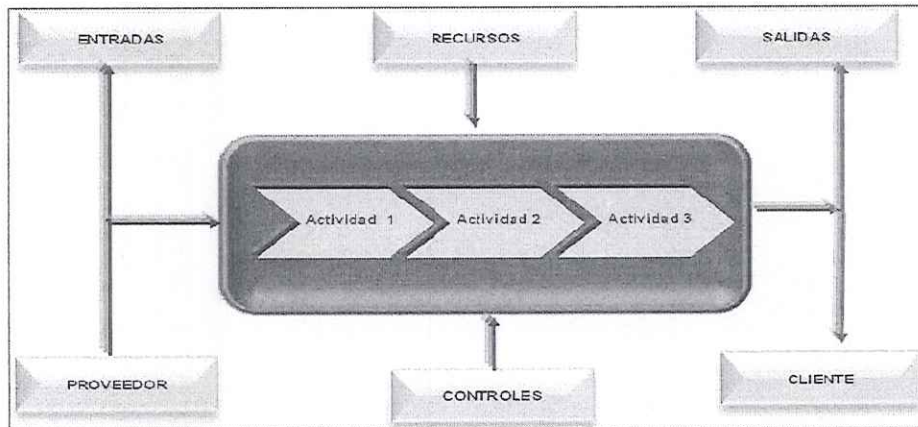 ENTRADAS
RECURSOS
SALIDAS
Actividad 1
Actividad 2
Actividad 3
PROVEEDOR
CONTROLES
CLIENTE